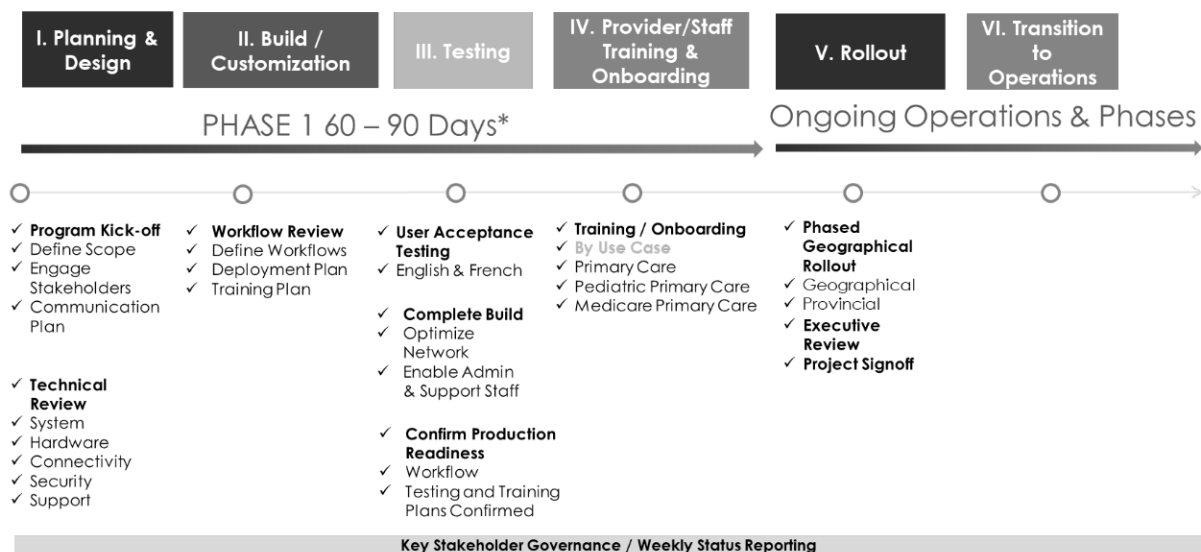 I. Planning &
Design
II. Build /
Customization
III. Testing
IV. Provider/Staff
Training &
Onboarding
V. Rollout
VI. Transition
to
Operations
PHASE 1 60 – 90 Days*
Ongoing Operations & Phases
✓ Program Kick-off
✓ Define Scope
✓ Engage
Stakeholders
✓ Communication
Plan
✓ Technical
Review
✓ System
✓ Hardware
✓ Connectivity
✓ Security
✓ Support
✓ Workflow Review
✓ Define Workflows
✓ Deployment Plan
✓ Training Plan
✓ User Acceptance
Testing
✓ English & French
✓ Complete Build
✓ Optimize
Network
✓ Enable Admin
& Support Staff
✓ Confirm Production
Readiness
✓ Workflow
✓ Testing and Training
Plans Confirmed
✓ Training / Onboarding
✓ By Use Case
✓ Primary Care
✓ Pediatric Primary Care
✓ Medicare Primary Care
✓ Phased
Geographical
Rollout
✓ Geographical
✓ Provincial
✓ Executive
Review
✓ Project Signoff
Key Stakeholder Governance / Weekly Status Reporting